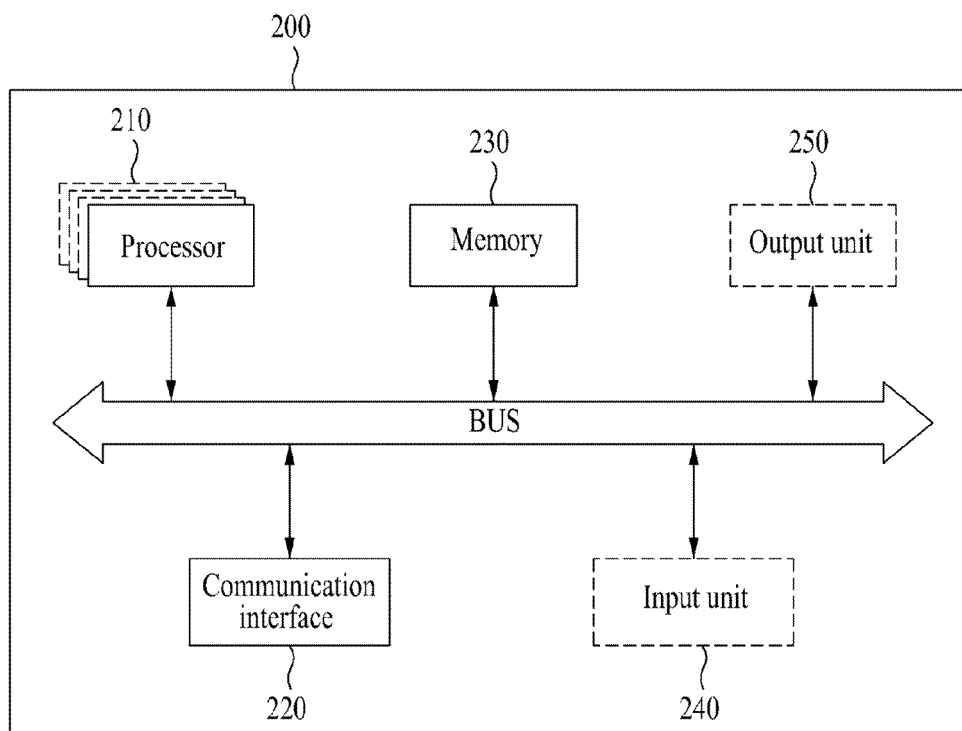 200
210
230
250
Processor
Memory
Output unit
BUS
Communication
interface
Input unit
220
240